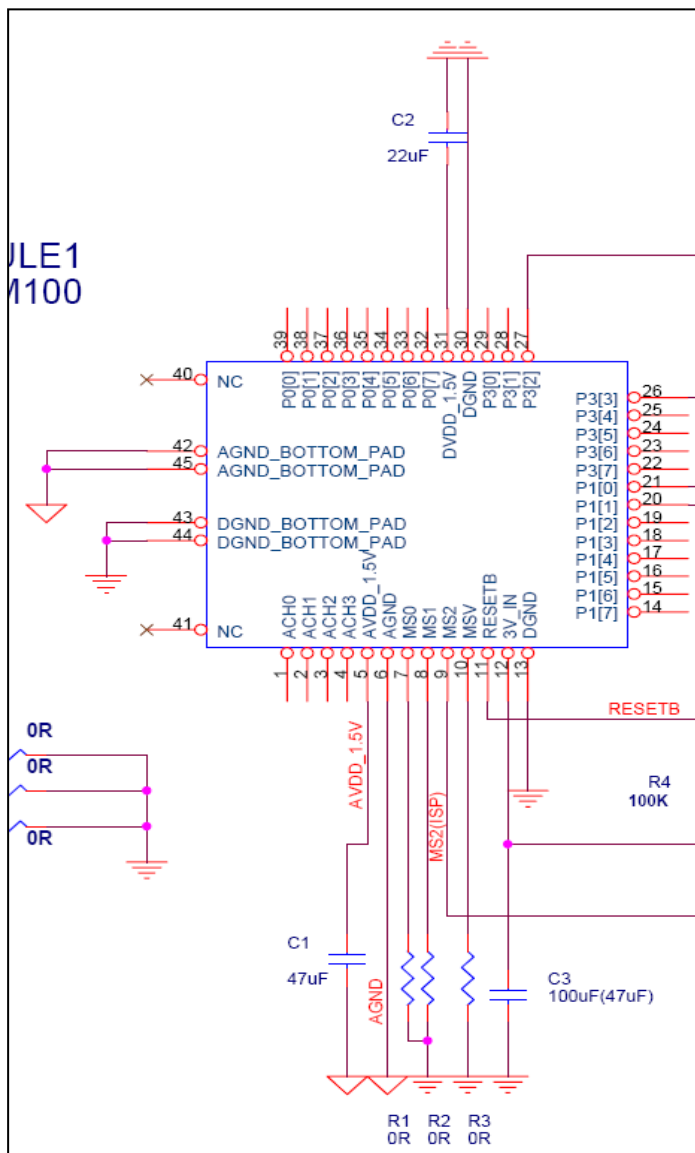 C2
22uF
JLE1
M100
39
38
37
36
35
34
33
32
31
30
29
28
27
P0[0]
P0[1]
P0[2]
P0[3]
P0[4]
P0[5]
P0[6]
P0[7]
DVDD_1.5V
DGND
P3[0]
P3[1]
P3[2]
40 NC
42 AGND_BOTTOM_PAD
45 AGND_BOTTOM_PAD
43 DGND_BOTTOM_PAD
44 DGND_BOTTOM_PAD
41 NC
P3[3] 26
P3[4] 25
P3[5] 24
P3[6] 23
P3[7] 22
P1[0] 21
P1[1] 20
P1[2] 19
P1[3] 18
P1[4] 17
P1[5] 16
P1[6] 15
P1[7] 14
ACH0
ACH1
ACH2
ACH3
AVDD_1.5V
AGND
MS0
MS1
MS2
MSV
RESETB
3V_IN
DGND
1
2
3
4
5
6
7
8
9
10
11
12
13
0R
0R
0R
AVDD_1.5V
MS2(ISP)
RESETB
R4
100K
C1
47uF
AGND
C3
100uF(47uF)
R1 R2 R3
0R 0R 0R